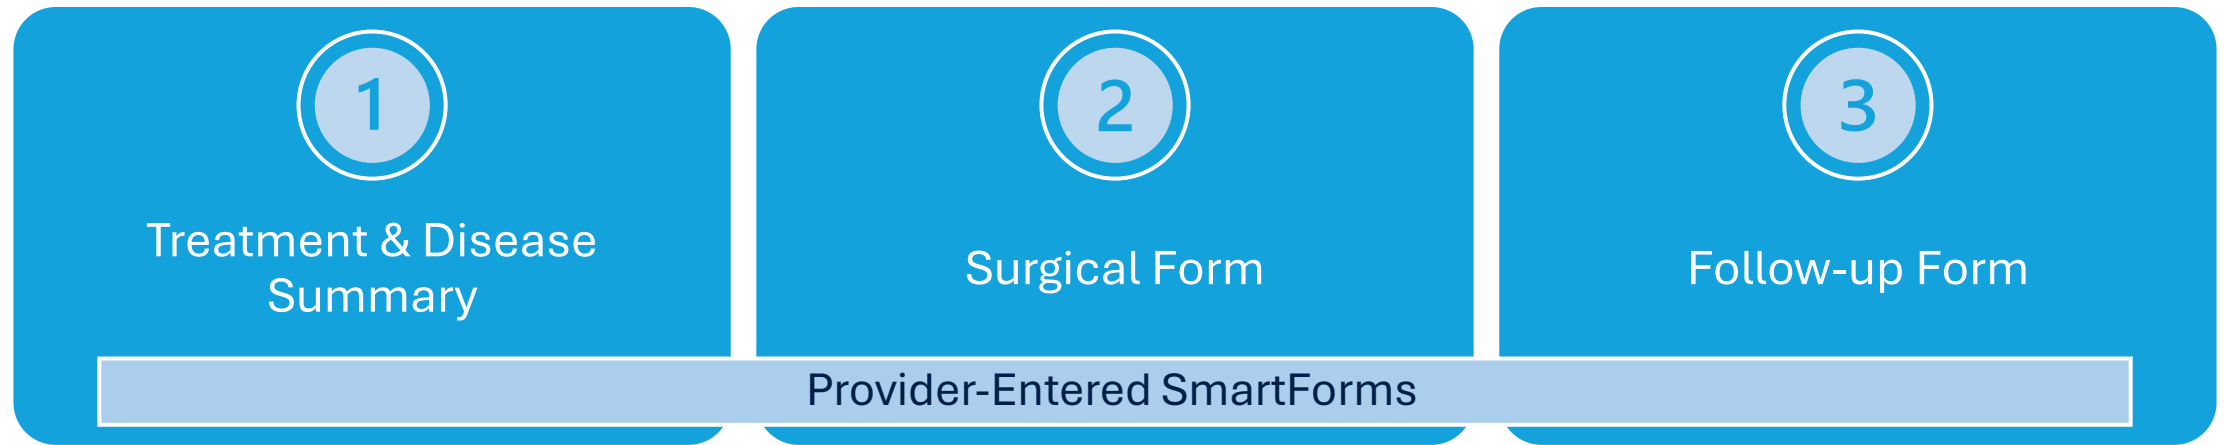 1
Treatment & Disease
Summary
2
Surgical Form
3
Follow-up Form
Provider-Entered SmartForms